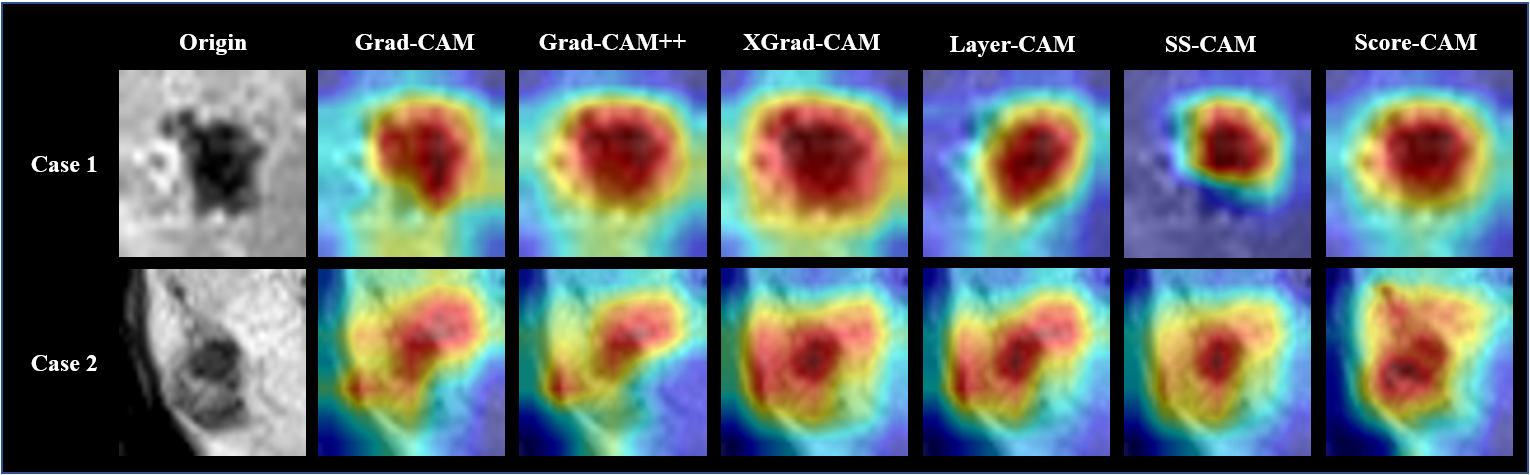 Origin Grad-CAM Grad-CAM++ XGrad-CAM Layer-CAM SS-CAM Score-CAM
Case 1
Case 2